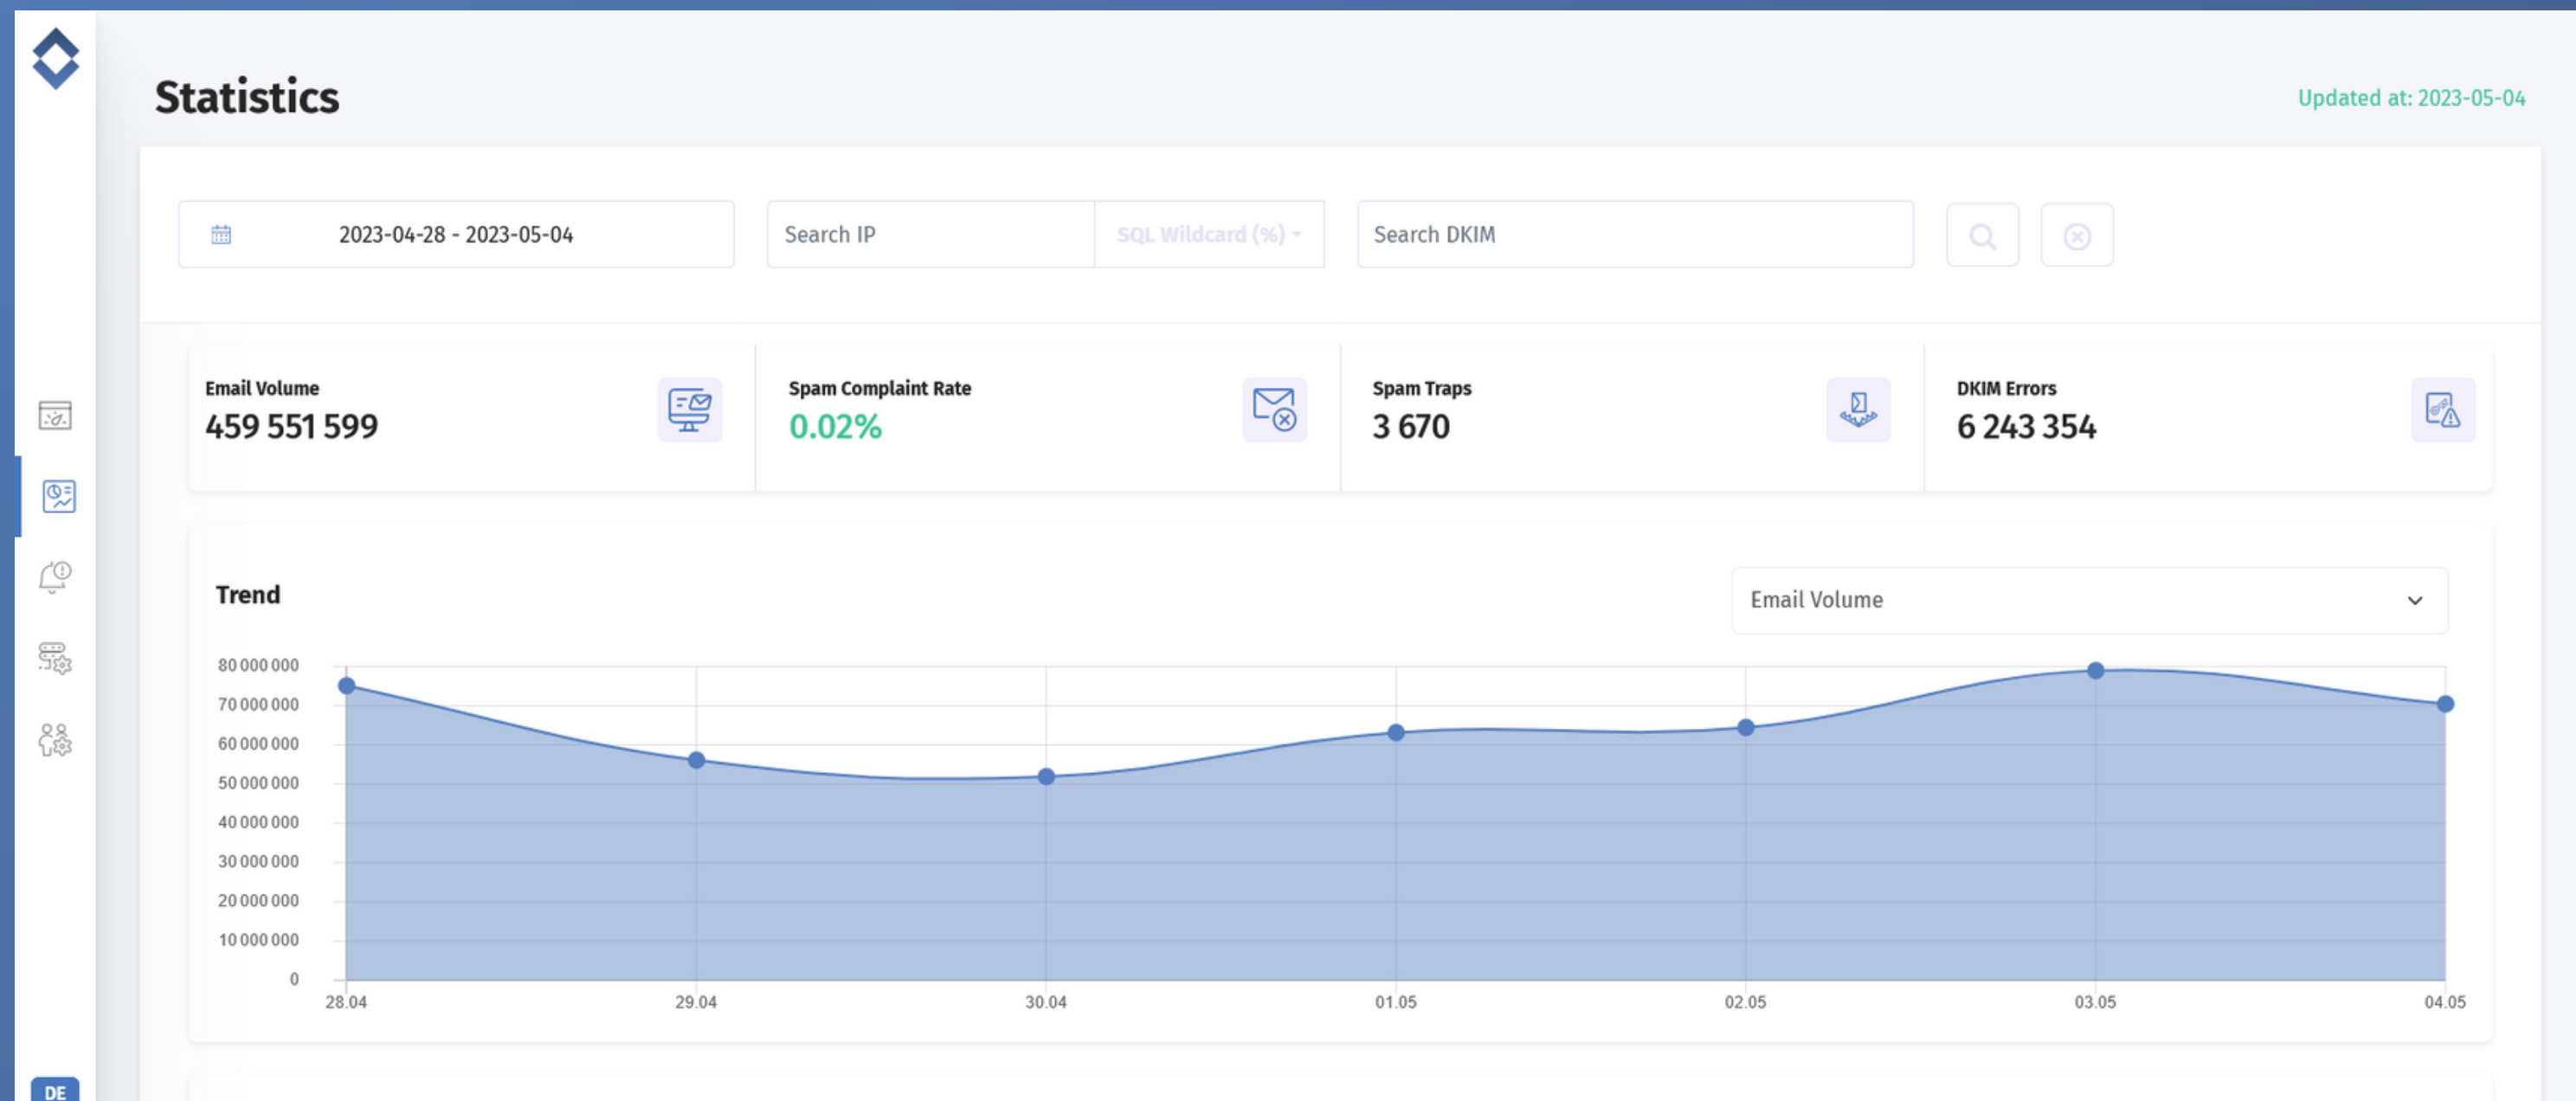 Statistics
Updated at: 2023-05-04
2023-04-28 - 2023-05-04
Search IP
SQL Wildcard (%)
Search DKIM
Email Volume
459 551 599
Spam Complaint Rate
0.02%
Spam Traps
3 670
DKIM Errors
6 243 354
Trend
Email Volume
80 000 000
70 000 000
60 000 000
50 000 000
40 000 000
30 000 000
20 000 000
10 000 000
0
28.04
29.04
30.04
01.05
02.05
03.05
04.05
DE